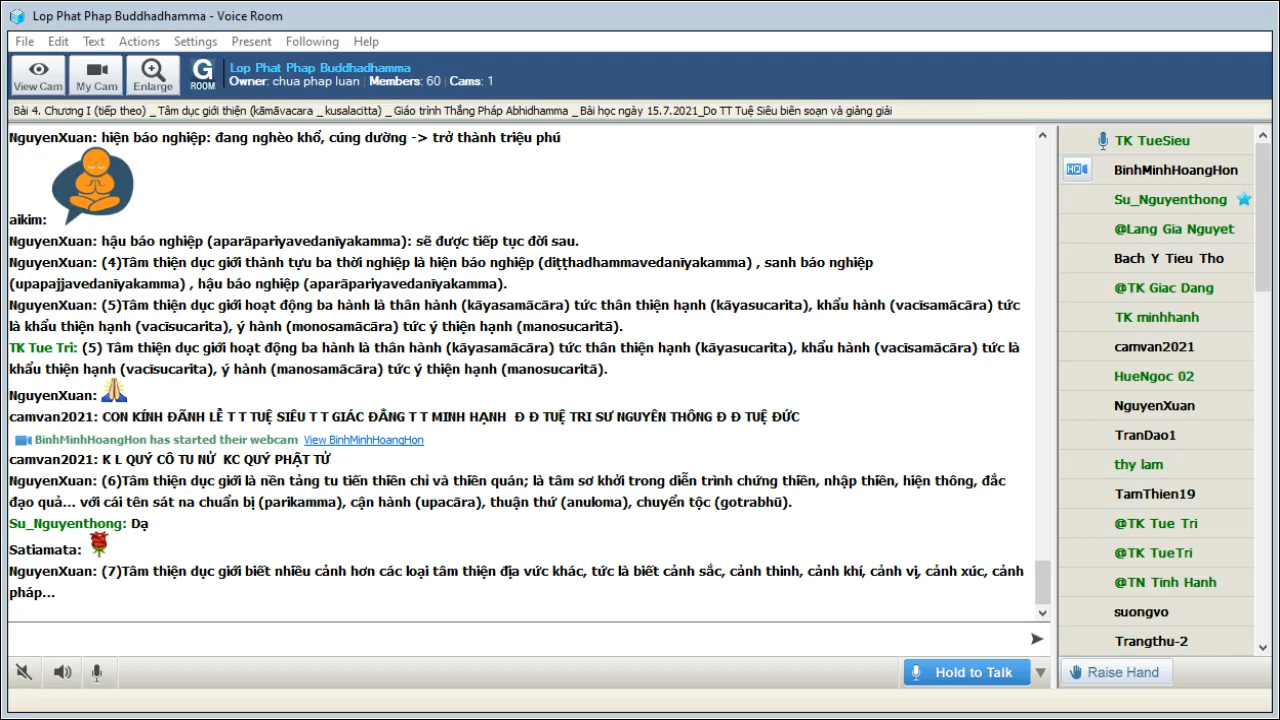 Lop Phat Phap Buddhadhamma - Voice Room
File Edit Text Actions Settings Present Following Help
View Cam My Cam Enlarge G ROOM
Lop Phat Phap Buddhadhamma
Owner: chua phap luan Members: 60 Cams: 1
Bài 4. Chương I (tiếp theo) _ Tâm dục giới thiện (kāmāvacara _ kusalacitta) _ Giáo trình Thắng Pháp Abhidhamma _ Bài học ngày 15.7.2021_Do TT Tuệ Siêu biên soạn và giảng giải
NguyenXuan: hiện báo nghiệp: đang nghèo khổ, cúng dường -> trở thành triệu phú
aikim:
NguyenXuan: hậu báo nghiệp (aparāpariyavedanīyakamma): sẽ được tiếp tục đời sau.
NguyenXuan: (4)Tâm thiện dục giới thành tựu ba thời nghiệp là hiện báo nghiệp (diṭṭhadhammavedanīyakamma) , sanh báo nghiệp
(upapajjavedanīyakamma) , hậu báo nghiệp (aparāpariyavedanīyakamma).
NguyenXuan: (5)Tâm thiện dục giới hoạt động ba hành là thân hành (kāyasamācāra) tức thân thiện hạnh (kāyasucarita), khẩu hành (vacīsamācāra) tức
là khẩu thiện hạnh (vacīsucarita), ý hành (monosamācāra) tức ý thiện hạnh (manosucaritā).
TK Tue Tri: (5) Tâm thiện dục giới hoạt động ba hành là thân hành (kāyasamācāra) tức thân thiện hạnh (kāyasucarita), khẩu hành (vacīsamācāra) tức là
khẩu thiện hạnh (vacīsucarita), ý hành (manosamācāra) tức ý thiện hạnh (manosucaritā).
NguyenXuan:
camvan2021: CON KÍNH ĐÃNH LỄ T T TUỆ SIÊU T T GIÁC ĐẲNG T T MINH HẠNH Đ Đ TUỆ TRI SƯ NGUYÊN THÔNG Đ Đ TUỆ ĐỨC
BinhMinhHoangHon has started their webcam View BinhMinhHoangHon
camvan2021: K L QUÝ CÔ TU NỬ KC QUÝ PHẬT TỬ
NguyenXuan: (6)Tâm thiện dục giới là nền tảng tu tiến thiền chỉ và thiền quán; là tâm sơ khởi trong diễn trình chứng thiền, nhập thiền, hiện thông, đắc
đạo quả... với cái tên sát na chuẩn bị (parikamma), cận hành (upacāra), thuận thứ (anuloma), chuyển tộc (gotrabhū).
Su_Nguyenthong: Dạ
Satiamata:
NguyenXuan: (7)Tâm thiện dục giới biết nhiều cảnh hơn các loại tâm thiện địa vức khác, tức là biết cảnh sắc, cảnh thinh, cảnh khí, cảnh vị, cảnh xúc, cảnh
pháp...
Hold to Talk
TK TueSieu
HD BinhMinhHoangHon
Su_Nguyenthong
@Lang Gia Nguyet
Bach Y Tieu Tho
@TK Giac Dang
TK minhhanh
camvan2021
HueNgoc 02
NguyenXuan
TranDao1
thy lam
TamThien19
@TK Tue Tri
@TK TueTri
@TN Tinh Hanh
suongvo
Trangthu-2
Raise Hand